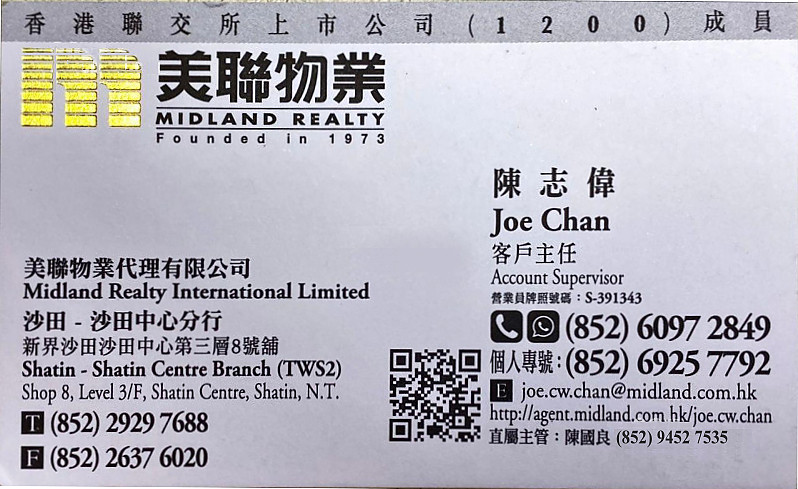 香港聯交所上市公司(1200)成員
美聯物業
MIDLAND REALTY
Founded in 1973
陳志偉
Joe Chan
客戶主任
Account Supervisor
營業員牌照號碼：S-391343
(852) 6097 2849
個人專號：(852) 6925 7792
E joe.cw.chan@midland.com.hk
http://agent.midland.com hk/joe.cw.chan
直屬主管：陳國良 (852) 9452 7535
美聯物業代理有限公司
Midland Realty International Limited
沙田 - 沙田中心分行
新界沙田沙田中心第三層8號舖
Shatin - Shatin Centre Branch (TWS2)
Shop 8, Level 3/F, Shatin Centre, Shatin, N.T.
T (852) 2929 7688
F (852) 2637 6020